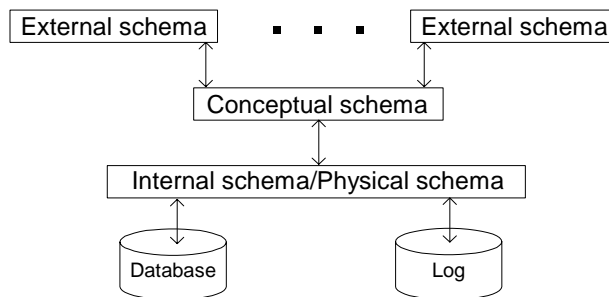 External schema
External schema
Conceptual schema
Internal schema/Physical schema
Database
Log